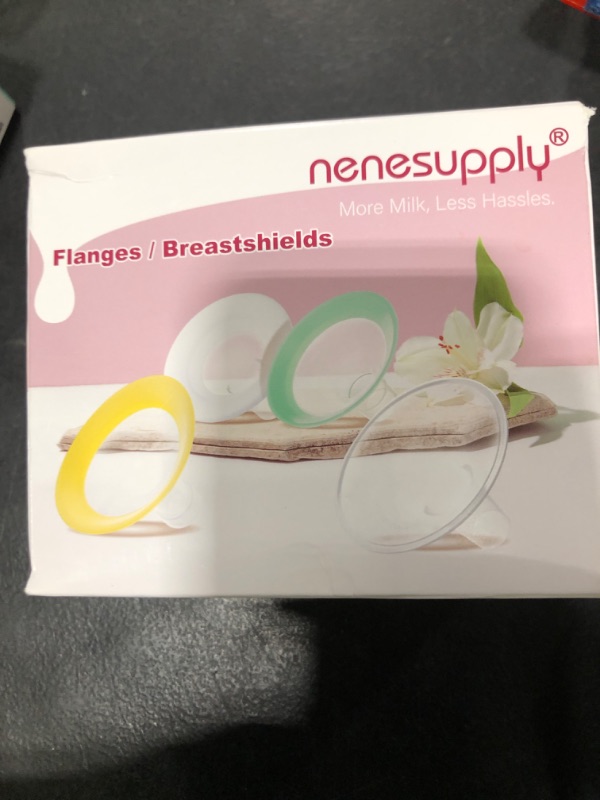 nenesupply®
More Milk, Less Hassles.
Flanges / Breastshields